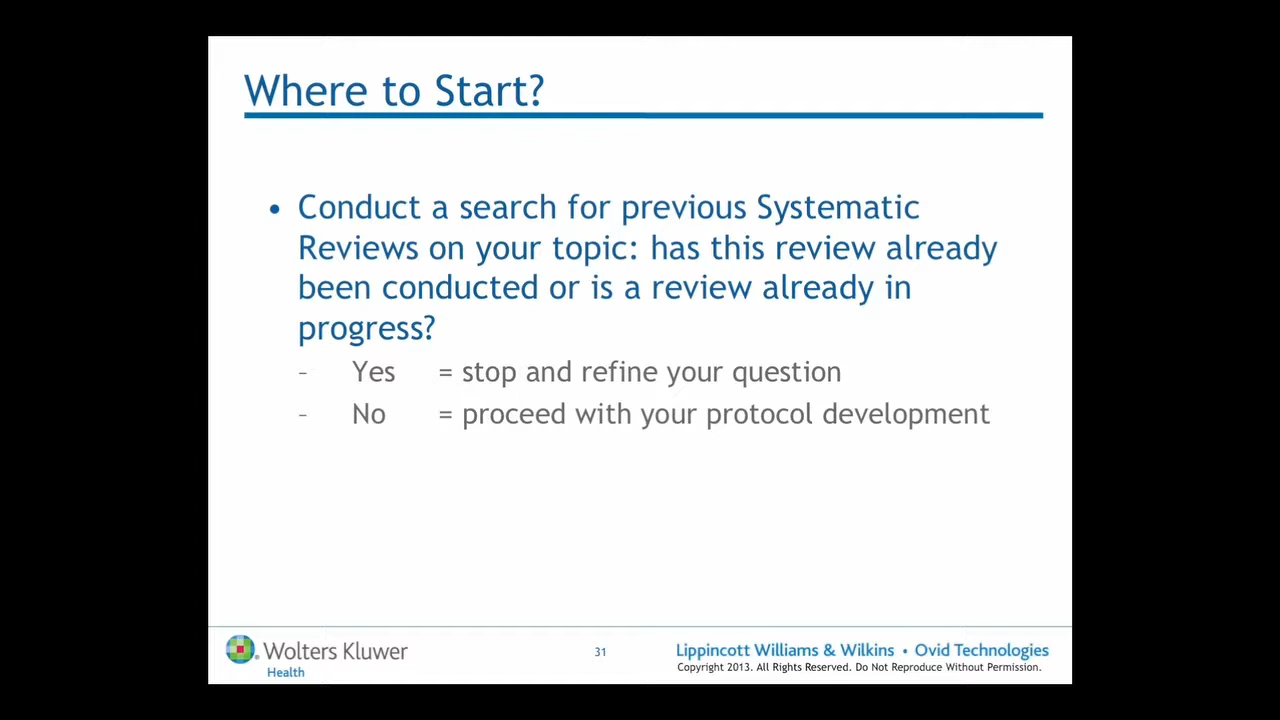 Where to Start?
• Conduct a search for previous Systematic
Reviews on your topic: has this review already
been conducted or is a review already in
progress?
– Yes = stop and refine your question
– No = proceed with your protocol development
Wolters Kluwer
Health
31
Lippincott Williams & Wilkins • Ovid Technologies
Copyright 2013. All Rights Reserved. Do Not Reproduce Without Permission.